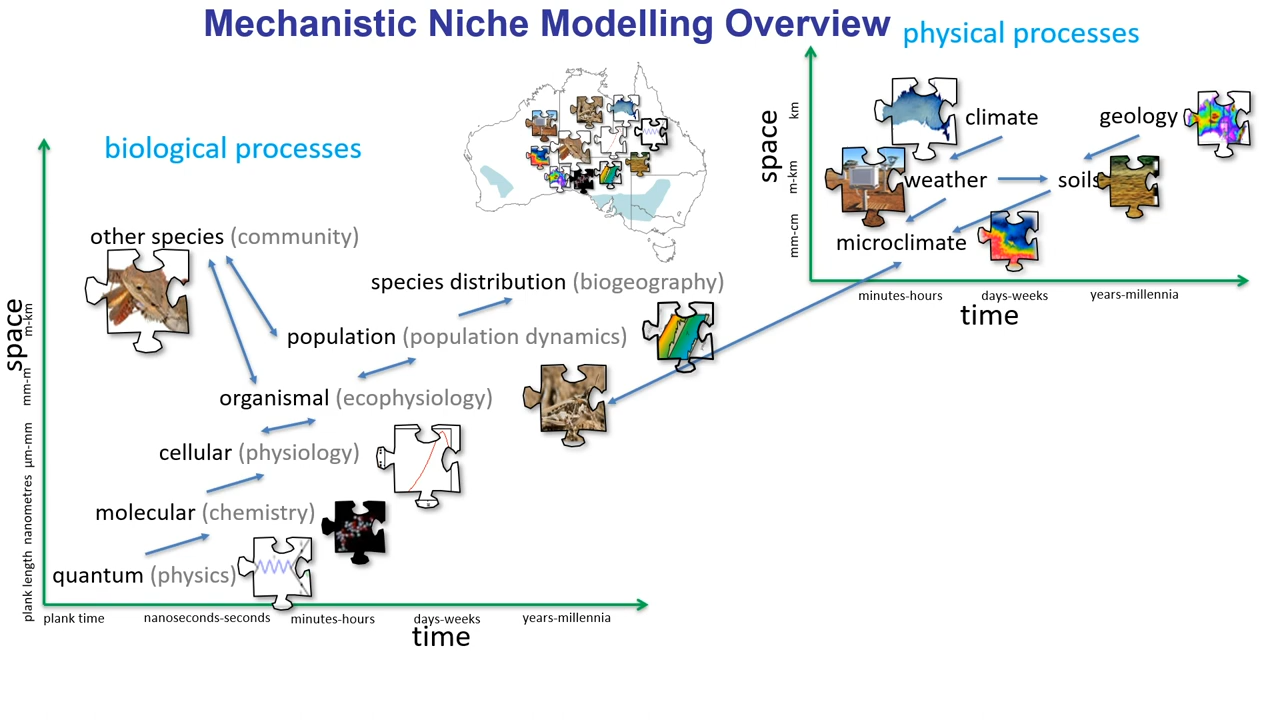 Mechanistic Niche Modelling Overview
physical processes
biological processes
space
km
m-km
mm-cm
climate
geology
weather
soils
microclimate
minutes-hours
days-weeks
years-millennia
time
other species (community)
species distribution (biogeography)
population (population dynamics)
organismal (ecophysiology)
cellular (physiology)
molecular (chemistry)
quantum (physics)
space
m-km
mm-m
µm-mm
nanometres
plank length
plank time
nanoseconds-seconds
minutes-hours
days-weeks
years-millennia
time